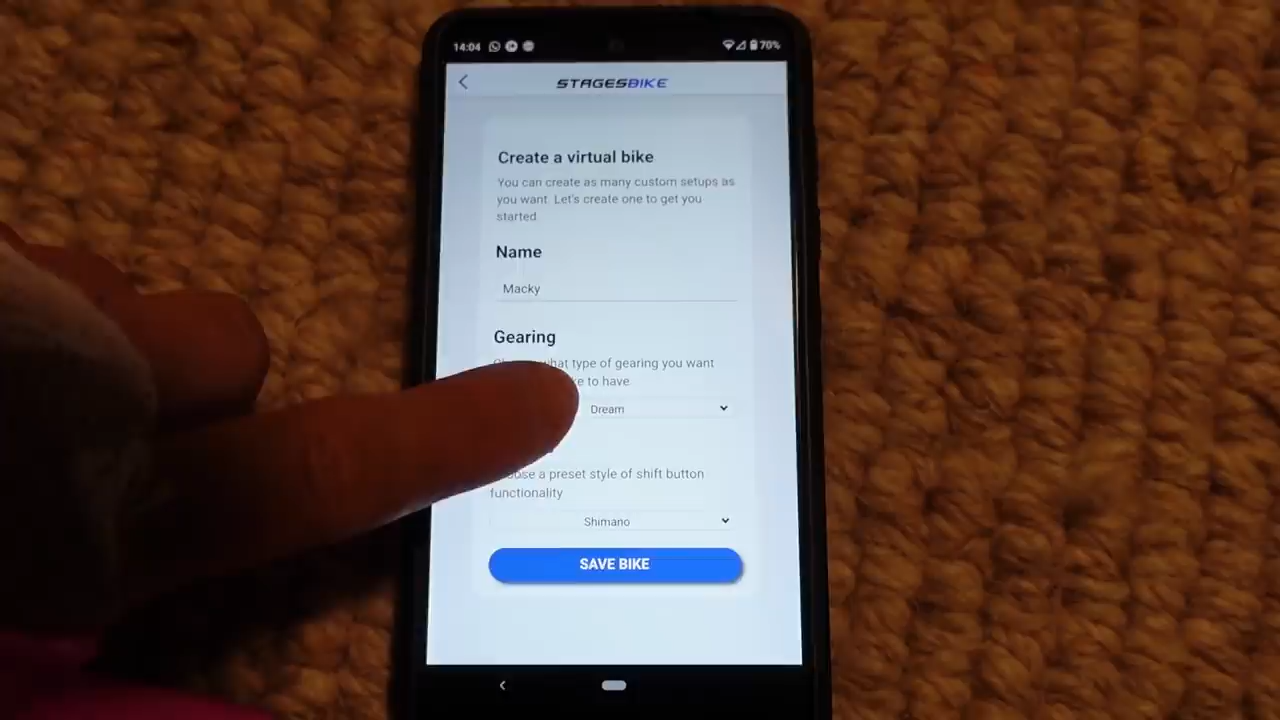 14:04
70%
STAGESBIKE
Create a virtual bike
You can create as many custom setups as
you want. Let's create one to get you
started.
Name
Macky
Gearing
what type of gearing you want
to have
Dream
a preset style of shift button
functionality
Shimano
SAVE BIKE